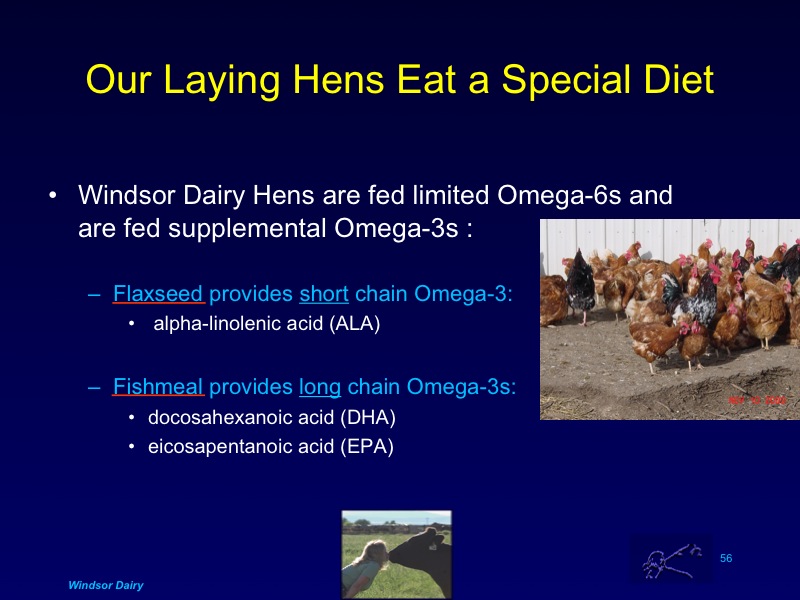 Our Laying Hens Eat a Special Diet
• Windsor Dairy Hens are fed limited Omega-6s and
are fed supplemental Omega-3s :
– Flaxseed provides short chain Omega-3:
• alpha-linolenic acid (ALA)
– Fishmeal provides long chain Omega-3s:
• docosahexanoic acid (DHA)
• eicosapentanoic acid (EPA)
56
Windsor Dairy